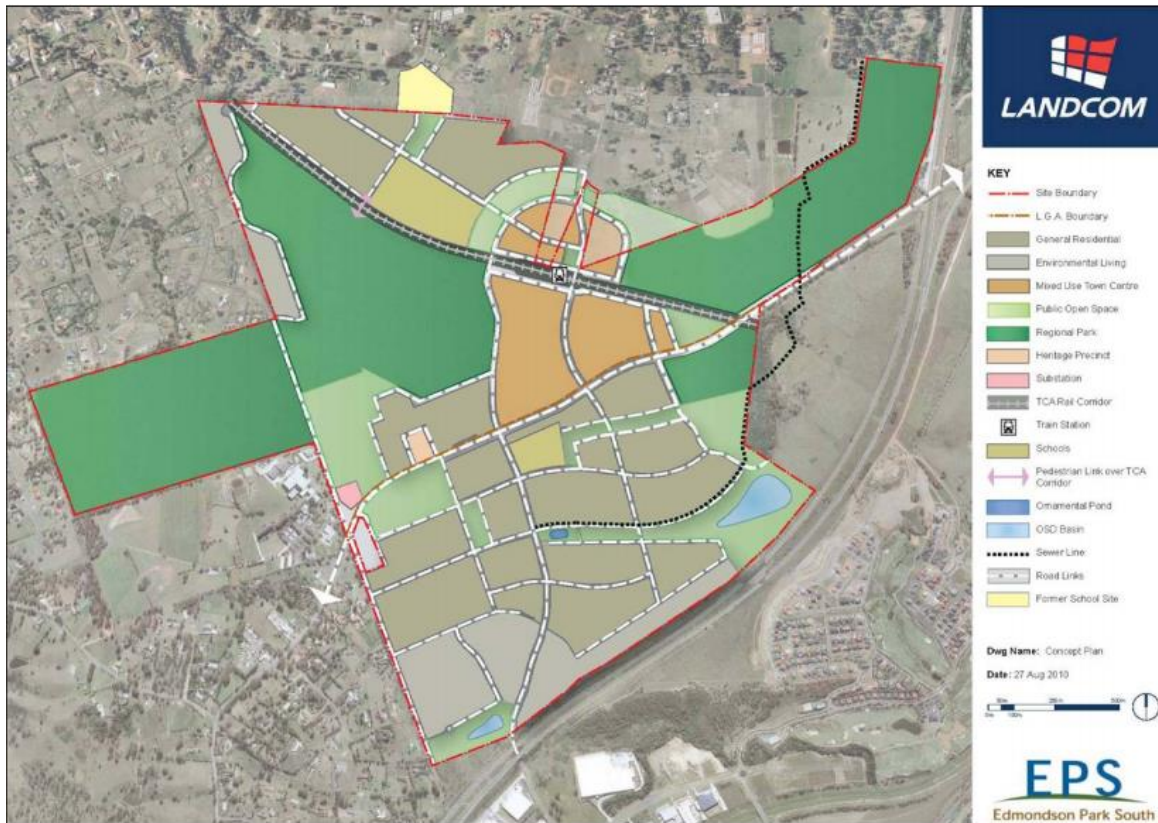 LANDCOM
KEY
Site Boundary
L.G.A. Boundary
General Residential
Environmental Living
Mixed Use Town Centre
Public Open Space
Regional Park
Heritage Precinct
Substation
TCA Rail Corridor
Train Station
Schools
Pedestrian Link over TCA
Corridor
Ornamental Pond
OSD Basin
Sewer Line
Road Links
Former School Site
Dwg Name: Concept Plan
Date: 27 Aug 2010
EPS
Edmondson Park South